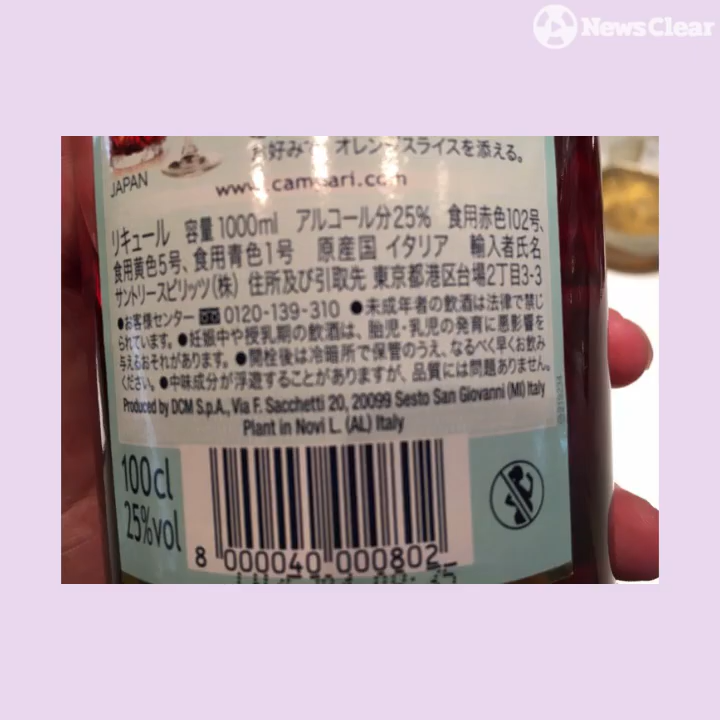 NewsClear
お好みで オレンジスライスを添える。
JAPAN
www.campari.com
リキュール 容量1000ml アルコール分25% 食用赤色102号、
食用黄色5号、食用青色1号 原産国 イタリア 輸入者氏名
サントリースピリッツ(株) 住所及び引取先 東京都港区台場2丁目3-3
●お客様センター 0120-139-310 ●未成年者の飲酒は法律で禁じ
られています。●妊娠中や授乳期の飲酒は、胎児・乳児の発育に悪影響を
与えるおそれがあります。●開栓後は冷暗所で保管のうえ、なるべく早くお飲み
ください。●中味成分が浮遊することがありますが、品質には問題ありません。
Produced by DCM S.p.A., Via F. Sacchetti 20, 20099 Sesto San Giovanni (MI) Italy
Plant in Novi L. (AL) Italy
100cl
25%vol
8 000040 000802